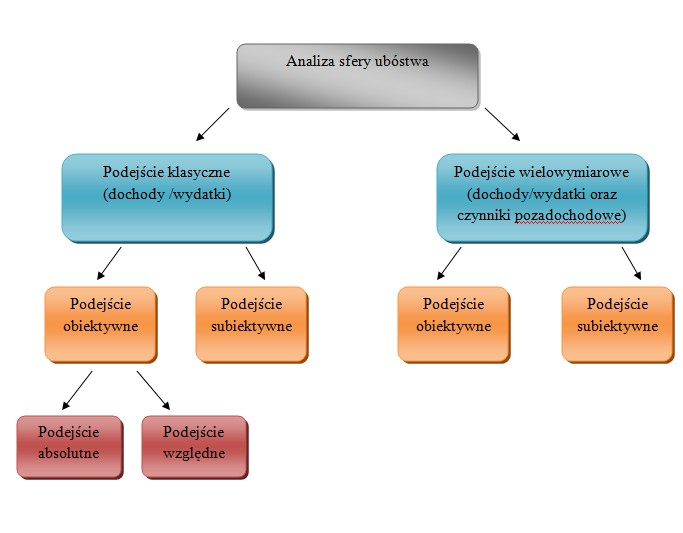 Analiza sfery ubóstwa
Podejście klasyczne
(dochody /wydatki)
Podejście wielowymiarowe
(dochody/wydatki oraz
czynniki pozadochodowe)
Podejście
obiektywne
Podejście
subiektywne
Podejście
obiektywne
Podejście
subiektywne
Podejście
absolutne
Podejście
względne